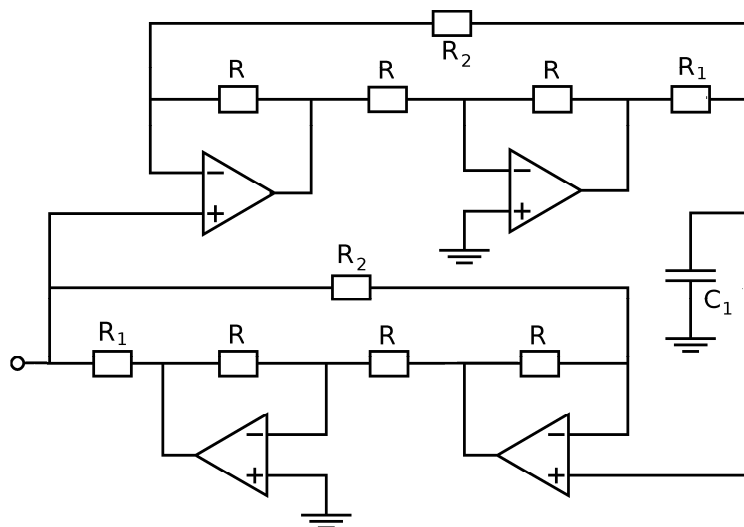 R₂
R R R R₁
− −
+ +
R₂
C₁
R₁ R R R
− −
+ +